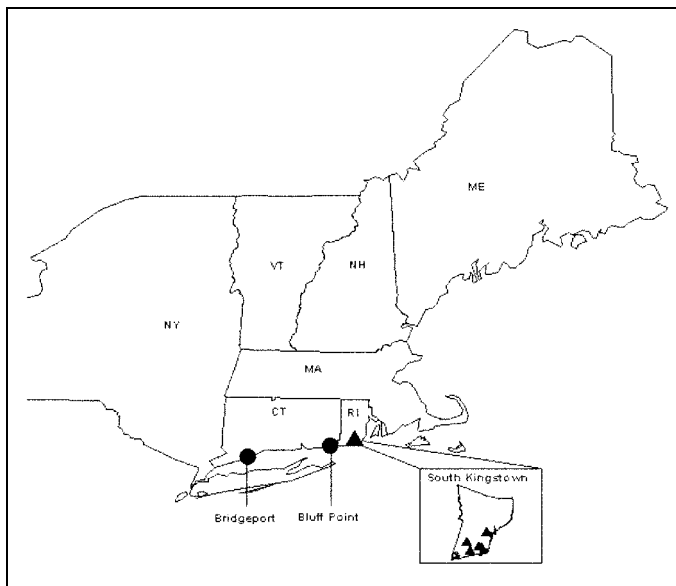 ME
VT
NH
NY
MA
CT
RI
South Kingstown
Bridgeport
Bluff Point